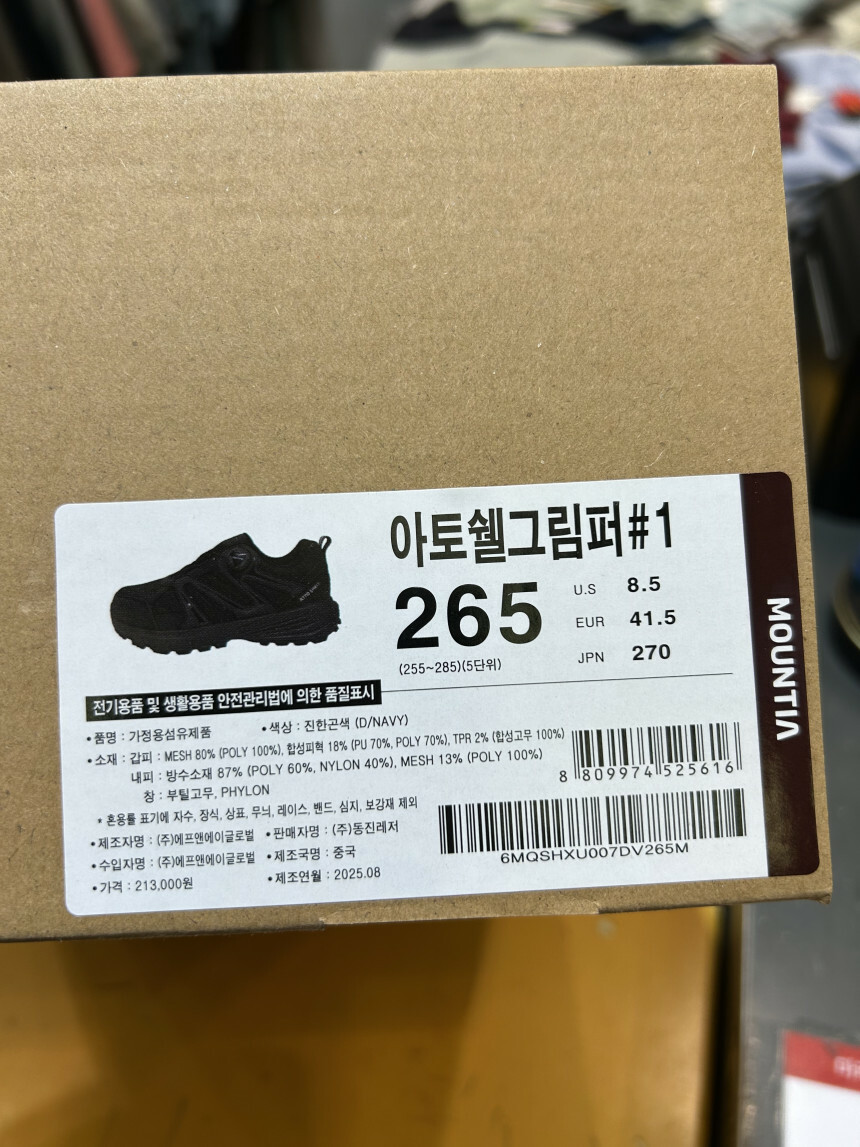 아토쉘그림퍼#1
265
(255~285)(5단위)
U.S 8.5
EUR 41.5
JPN 270
MOUNTIA
전기용품 및 생활용품 안전관리법에 의한 품질표시
•품명 : 가정용섬유제품 •색상 : 진한곤색 (D/NAVY)
•소재 : 갑피 : MESH 80% (POLY 100%), 합성피혁 18% (PU 70%, POLY 70%), TPR 2% (합성고무 100%)
내피 : 방수소재 87% (POLY 60%, NYLON 40%), MESH 13% (POLY 100%)
창 : 부틸고무, PHYLON
* 혼용률 표기에 자수, 장식, 상표, 무늬, 레이스, 밴드, 심지, 보강재 제외
•제조자명 : (주)에프앤에이글로벌 •판매자명 : (주)동진레저
•수입자명 : (주)에프앤에이글로벌 •제조국명 : 중국
•가격 : 213,000원 •제조연월 : 2025.08
8 809974 525616
6MQSHXU007DV265M